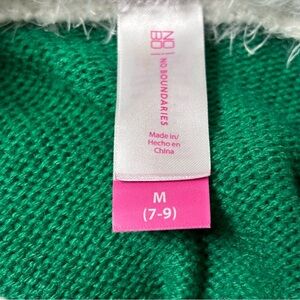 NO
BO
NO BOUNDARIES
Made in/
Hecho en
China
M
(7-9)